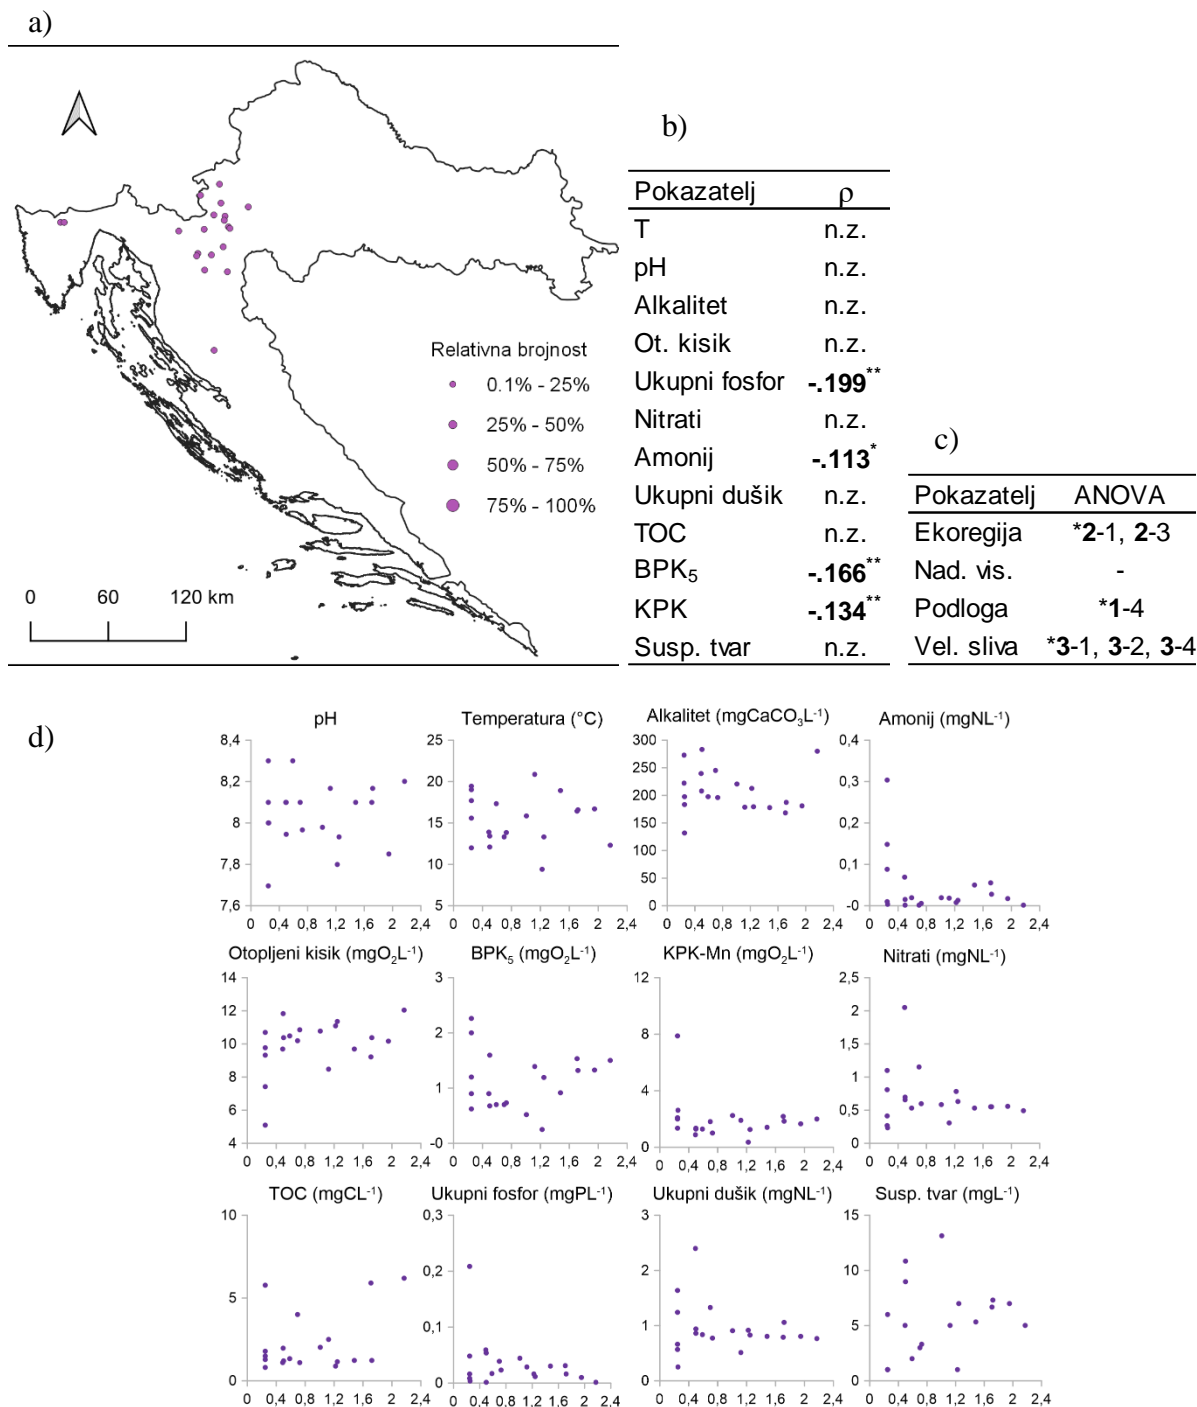 a)
Relativna brojnost
0.1% - 25%
25% - 50%
50% - 75%
75% - 100%
0 60 120 km
b)
Pokazatelj ρ
T n.z.
pH n.z.
Alkalitet n.z.
Ot. kisik n.z.
Ukupni fosfor -.199**
Nitrati n.z.
Amonij -.113*
Ukupni dušik n.z.
TOC n.z.
BPK₅ -.166**
KPK -.134**
Susp. tvar n.z.
c)
Pokazatelj ANOVA
Ekoregija *2-1, 2-3
Nad. vis. -
Podloga *1-4
Vel. sliva *3-1, 3-2, 3-4
d)
pH
8,4
8,2
8
7,8
7,6
0 0,4 0,8 1,2 1,6 2 2,4
Temperatura (°C)
25
20
15
10
5
0 0,4 0,8 1,2 1,6 2 2,4
Alkalitet (mgCaCO₃L⁻¹)
300
250
200
150
100
50
0
0 0,4 0,8 1,2 1,6 2 2,4
Amonij (mgNL⁻¹)
0,4
0,3
0,2
0,1
-0
0 0,4 0,8 1,2 1,6 2 2,4
Otopljeni kisik (mgO₂L⁻¹)
14
12
10
8
6
4
0 0,4 0,8 1,2 1,6 2 2,4
BPK₅ (mgO₂L⁻¹)
3
2
1
-0
0 0,4 0,8 1,2 1,6 2 2,4
KPK-Mn (mgO₂L⁻¹)
12
8
4
0
0 0,4 0,8 1,2 1,6 2 2,4
Nitrati (mgNL⁻¹)
2,5
2
1,5
1
0,5
0
0 0,4 0,8 1,2 1,6 2 2,4
TOC (mgCL⁻¹)
10
5
0
0 0,4 0,8 1,2 1,6 2 2,4
Ukupni fosfor (mgPL⁻¹)
0,3
0,2
0,1
0
0 0,4 0,8 1,2 1,6 2 2,4
Ukupni dušik (mgNL⁻¹)
3
2
1
0
0 0,4 0,8 1,2 1,6 2 2,4
Susp. tvar (mgL⁻¹)
15
10
5
0
0 0,4 0,8 1,2 1,6 2 2,4